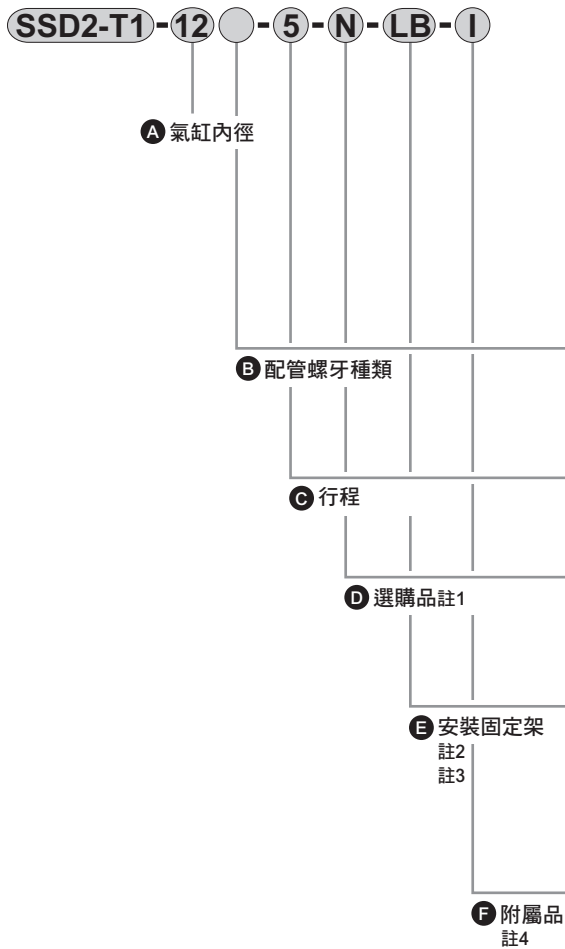 SSD2-T1-12 -5-N-LB-I
A 氣缸內徑
B 配管螺牙種類
C 行程
D 選購品註1
E 安裝固定架
註2
註3
F 附屬品
註4